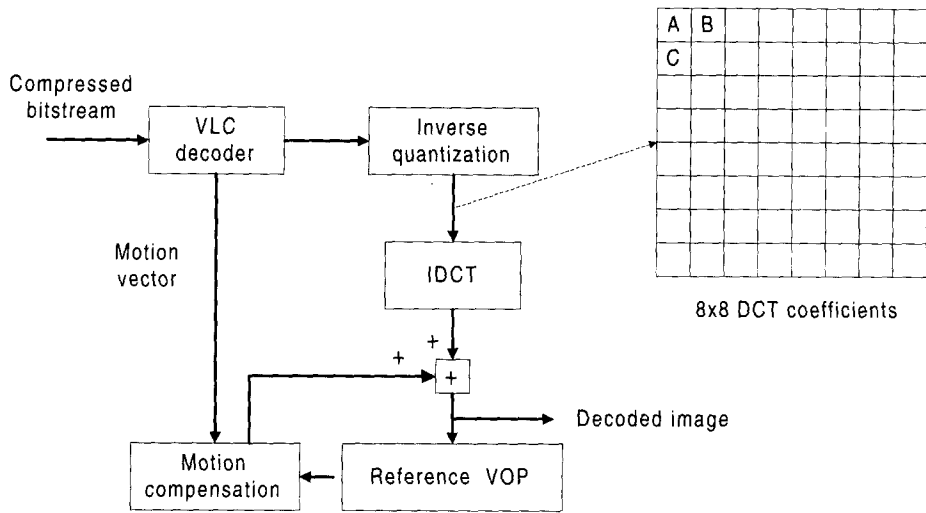 A B
C
Compressed
bitstream
VLC
decoder
Inverse
quantization
Motion
vector
IDCT
8x8 DCT coefficients
+
+
+
Decoded image
Motion
compensation
Reference VOP